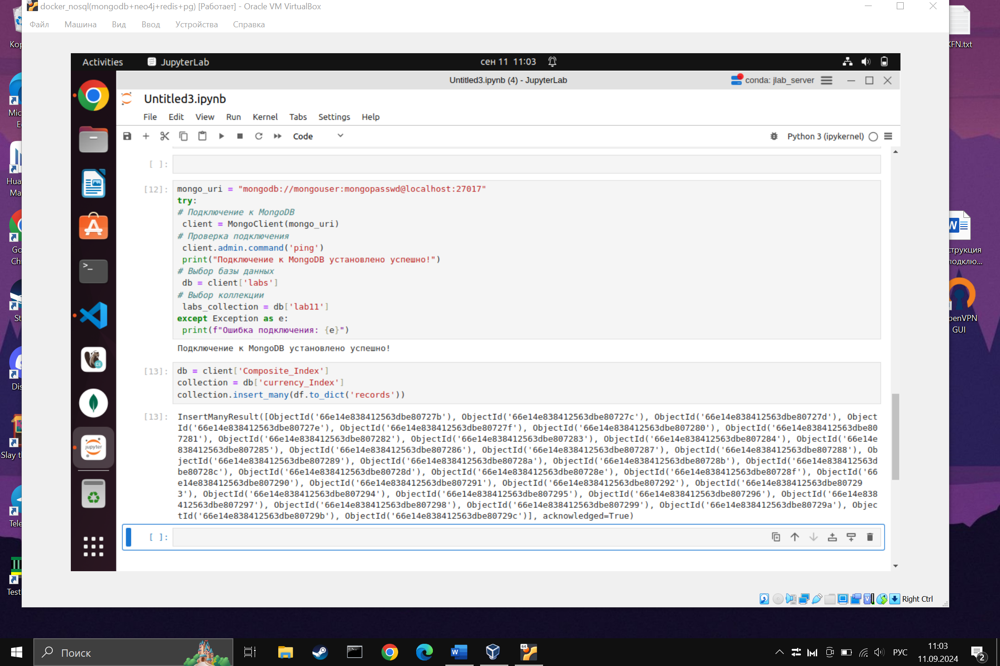 docker_nosql(mongodb+neo4j+redis+pg) [Работает] - Oracle VM VirtualBox
Файл Машина Вид Ввод Устройства Справка
Activities JupyterLab сен 11 11:03
Untitled3.ipynb (4) - JupyterLab conda: jlab_server
Untitled3.ipynb
File Edit View Run Kernel Tabs Settings Help
Code Python 3 (ipykernel)
[ ]:
[12]: mongo_uri = "mongodb://mongouser:mongopasswd@localhost:27017"
try:
# Подключение к MongoDB
client = MongoClient(mongo_uri)
# Проверка подключения
client.admin.command('ping')
print("Подключение к MongoDB установлено успешно!")
# Выбор базы данных
db = client['labs']
# Выбор коллекции
labs_collection = db['lab11']
except Exception as e:
print(f"Ошибка подключения: {e}")
Подключение к MongoDB установлено успешно!
[13]: db = client['Composite_Index']
collection = db['currency_Index']
collection.insert_many(df.to_dict('records'))
[13]: InsertManyResult([ObjectId('66e14e838412563dbe80727b'), ObjectId('66e14e838412563dbe80727c'), ObjectId('66e14e838412563dbe80727d'), Object
Id('66e14e838412563dbe80727e'), ObjectId('66e14e838412563dbe80727f'), ObjectId('66e14e838412563dbe807280'), ObjectId('66e14e838412563dbe80
7281'), ObjectId('66e14e838412563dbe807282'), ObjectId('66e14e838412563dbe807283'), ObjectId('66e14e838412563dbe807284'), ObjectId('66e14e
838412563dbe807285'), ObjectId('66e14e838412563dbe807286'), ObjectId('66e14e838412563dbe807287'), ObjectId('66e14e838412563dbe807288'), Ob
jectId('66e14e838412563dbe807289'), ObjectId('66e14e838412563dbe80728a'), ObjectId('66e14e838412563dbe80728b'), ObjectId('66e14e838412563d
be80728c'), ObjectId('66e14e838412563dbe80728d'), ObjectId('66e14e838412563dbe80728e'), ObjectId('66e14e838412563dbe80728f'), ObjectId('66
e14e838412563dbe807290'), ObjectId('66e14e838412563dbe807291'), ObjectId('66e14e838412563dbe807292'), ObjectId('66e14e838412563dbe80729
3'), ObjectId('66e14e838412563dbe807294'), ObjectId('66e14e838412563dbe807295'), ObjectId('66e14e838412563dbe807296'), ObjectId('66e14e838
412563dbe807297'), ObjectId('66e14e838412563dbe807298'), ObjectId('66e14e838412563dbe807299'), ObjectId('66e14e838412563dbe80729a'), Objec
tId('66e14e838412563dbe80729b'), ObjectId('66e14e838412563dbe80729c')], acknowledged=True)
[ ]:
Right Ctrl
Кор
Mic
E
Hua
Ma
Go
Ch
St
Dis
Slay t
Tele
Test
XFN.txt
струкция
подклю...
penVPN
GUI
Поиск
РУС
11:03
11.09.2024
2